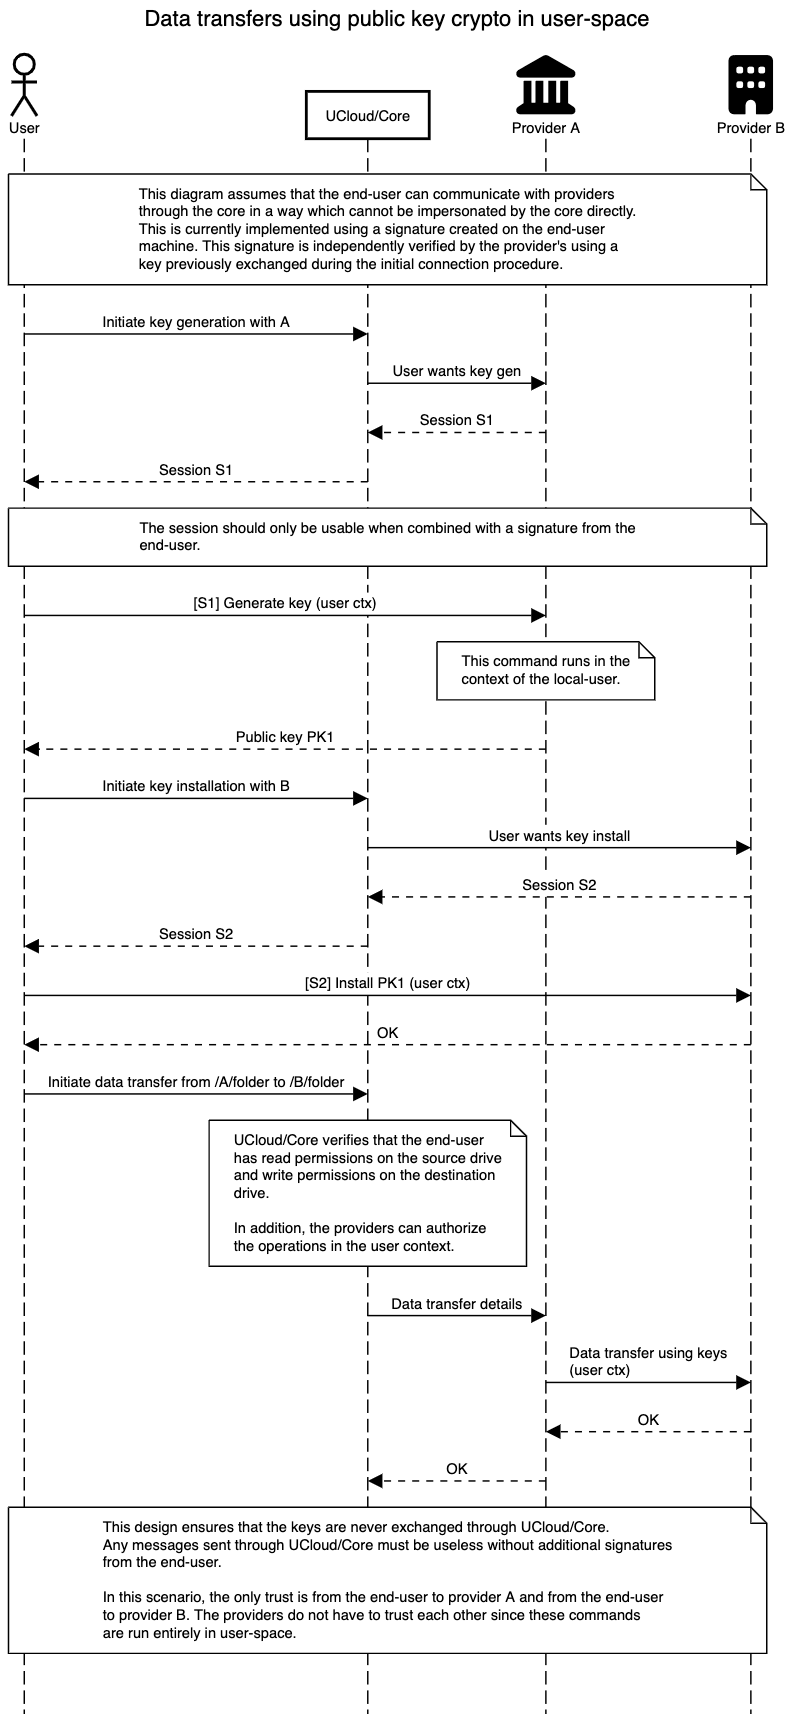 Data transfers using public key crypto in user-space
User
UCloud/Core
Provider A
Provider B
This diagram assumes that the end-user can communicate with providers
through the core in a way which cannot be impersonated by the core directly.
This is currently implemented using a signature created on the end-user
machine. This signature is independently verified by the provider's using a
key previously exchanged during the initial connection procedure.
Initiate key generation with A
User wants key gen
Session S1
Session S1
The session should only be usable when combined with a signature from the
end-user.
[S1] Generate key (user ctx)
This command runs in the
context of the local-user.
Public key PK1
Initiate key installation with B
User wants key install
Session S2
Session S2
[S2] Install PK1 (user ctx)
OK
Initiate data transfer from /A/folder to /B/folder
UCloud/Core verifies that the end-user
has read permissions on the source drive
and write permissions on the destination
drive.
In addition, the providers can authorize
the operations in the user context.
Data transfer details
Data transfer using keys
(user ctx)
OK
OK
This design ensures that the keys are never exchanged through UCloud/Core.
Any messages sent through UCloud/Core must be useless without additional signatures
from the end-user.
In this scenario, the only trust is from the end-user to provider A and from the end-user
to provider B. The providers do not have to trust each other since these commands
are run entirely in user-space.